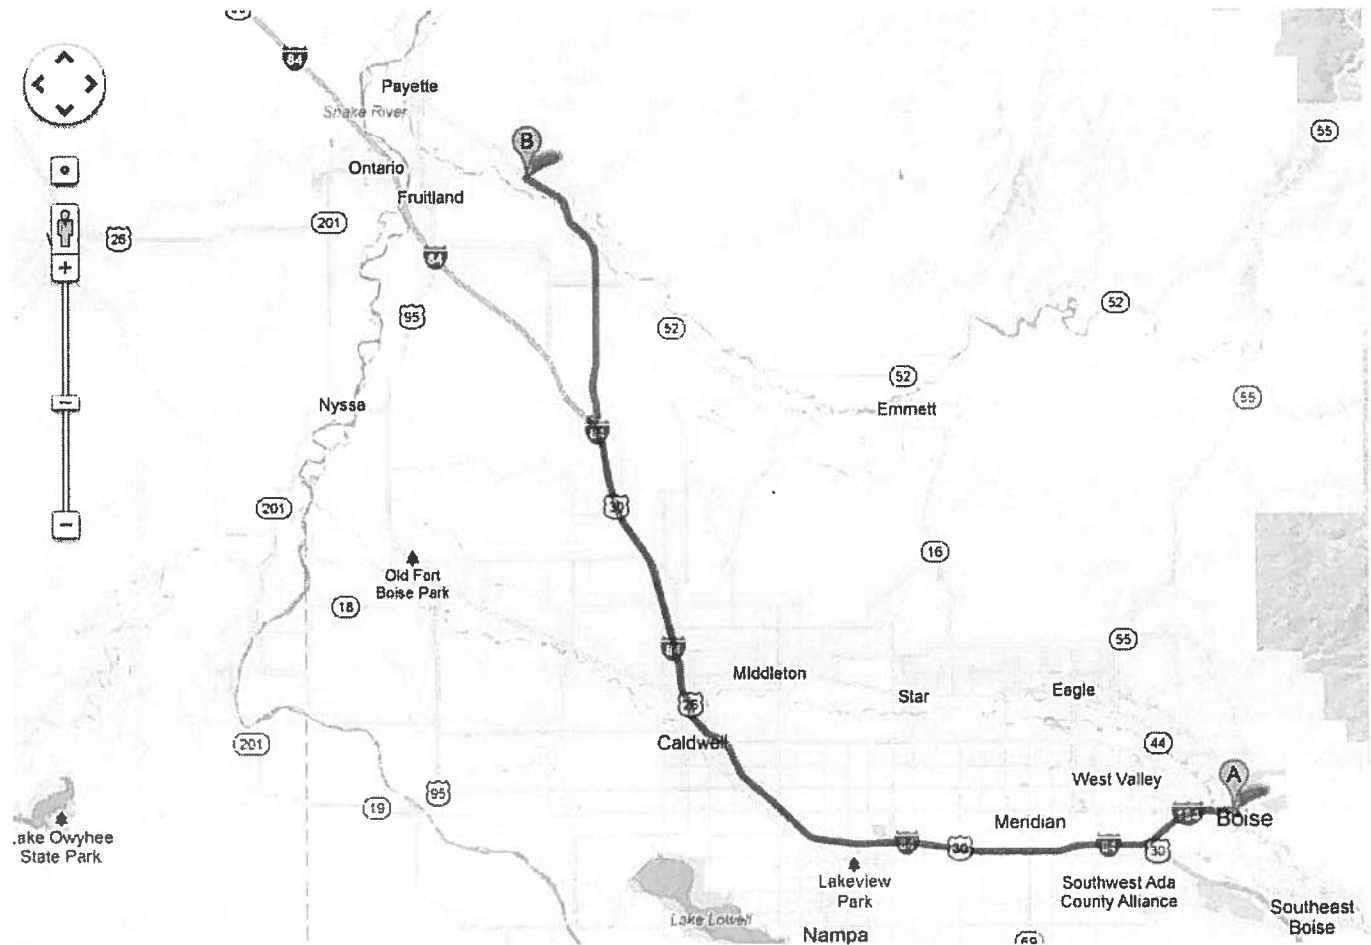 84
Payette
Snake River
B
55
Ontario
Fruitland
201
26
84
95
52
52
52
Emmett
55
Nyssa
84
30
201
16
Old Fort
Boise Park
18
55
84
Middleton
Star
Eagle
26
Caldwell
201
44
West Valley
A
95
19
Meridian
Boise
84
30
84
30
.ake Owyhee
State Park
Lakeview
Park
Southwest Ada
County Alliance
Lake Lowell
Southeast
Boise
Nampa
69